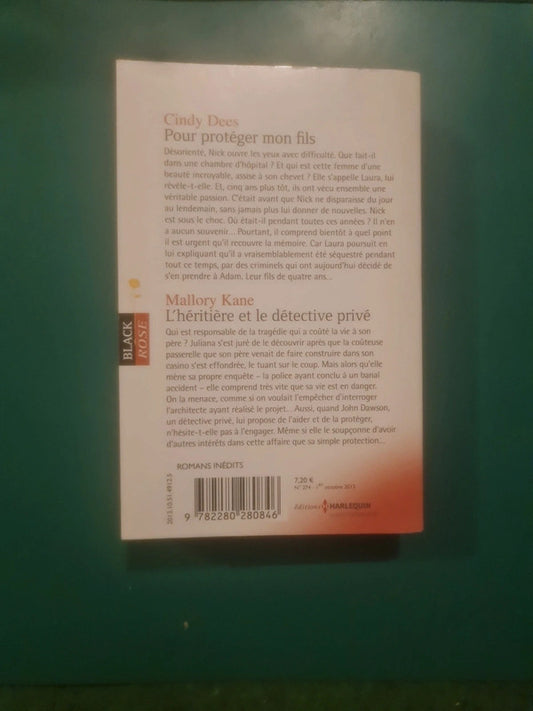 Cindy Dees
Pour protéger mon fils
Désorienté, Nick ouvre les yeux avec difficulté. Que fait-il
dans une chambre d'hôpital ? Et qui est cette femme d'une
beauté incroyable, assise à son chevet ? Elle s'appelle Laura, lui
révèle-t-elle. Et, cinq ans plus tôt, ils ont vécu ensemble une
véritable passion. C'était avant que Nick ne disparaisse du jour
au lendemain, sans jamais plus lui donner de nouvelles. Nick
est sous le choc. Où était-il pendant toutes ces années ? Il n'en
a aucun souvenir... Pourtant, il comprend bientôt à quel point
il est urgent qu'il recouvre la mémoire. Car Laura poursuit en
lui expliquant qu'il a vraisemblablement été séquestré pendant
tout ce temps, par des criminels qui ont aujourd'hui décidé de
s'en prendre à Adam. Leur fils de quatre ans...
Mallory Kane
L'héritière et le détective privé
Qui est responsable de la tragédie qui a coûté la vie à son
père ? Juliana s'est juré de le découvrir après que la coûteuse
passerelle que son père venait de faire construire dans son
casino s'est effondrée, le tuant sur le coup. Mais alors qu'elle
mène sa propre enquête – la police ayant conclu à un banal
accident – elle comprend très vite que sa vie est en danger.
On la menace, comme si on voulait l'empêcher d'interroger
l'architecte ayant réalisé le projet... Aussi, quand John Dawson,
un détective privé, lui propose de l'aider et de la protéger,
n'hésite-t-elle pas à l'engager. Même si elle le soupçonne d'avoir
d'autres intérêts dans cette affaire que sa simple protection...
BLACK
ROSE
ROMANS INÉDITS
2013.10.51.4912.5
9 782280 280846
7,20 €
N° 274 - 1er octobre 2013
Éditions HARLEQUIN